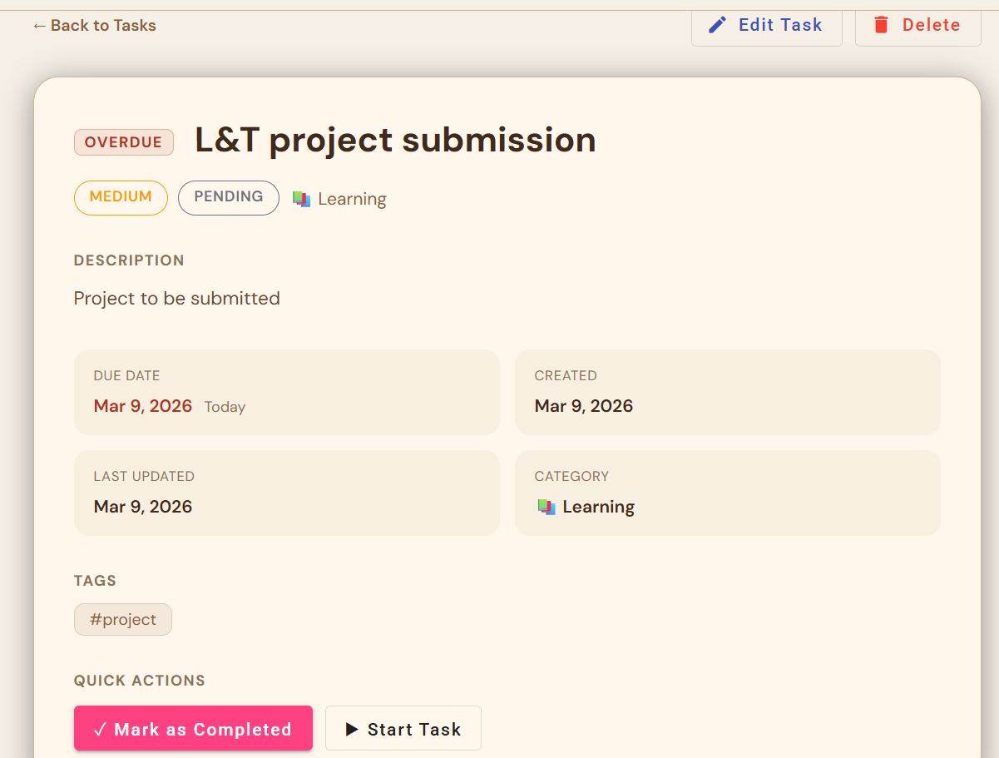 ← Back to Tasks
Edit Task
Delete
OVERDUE L&T project submission
MEDIUM PENDING Learning
DESCRIPTION
Project to be submitted
DUE DATE
Mar 9, 2026 Today
CREATED
Mar 9, 2026
LAST UPDATED
Mar 9, 2026
CATEGORY
Learning
TAGS
#project
QUICK ACTIONS
✓ Mark as Completed
▶ Start Task